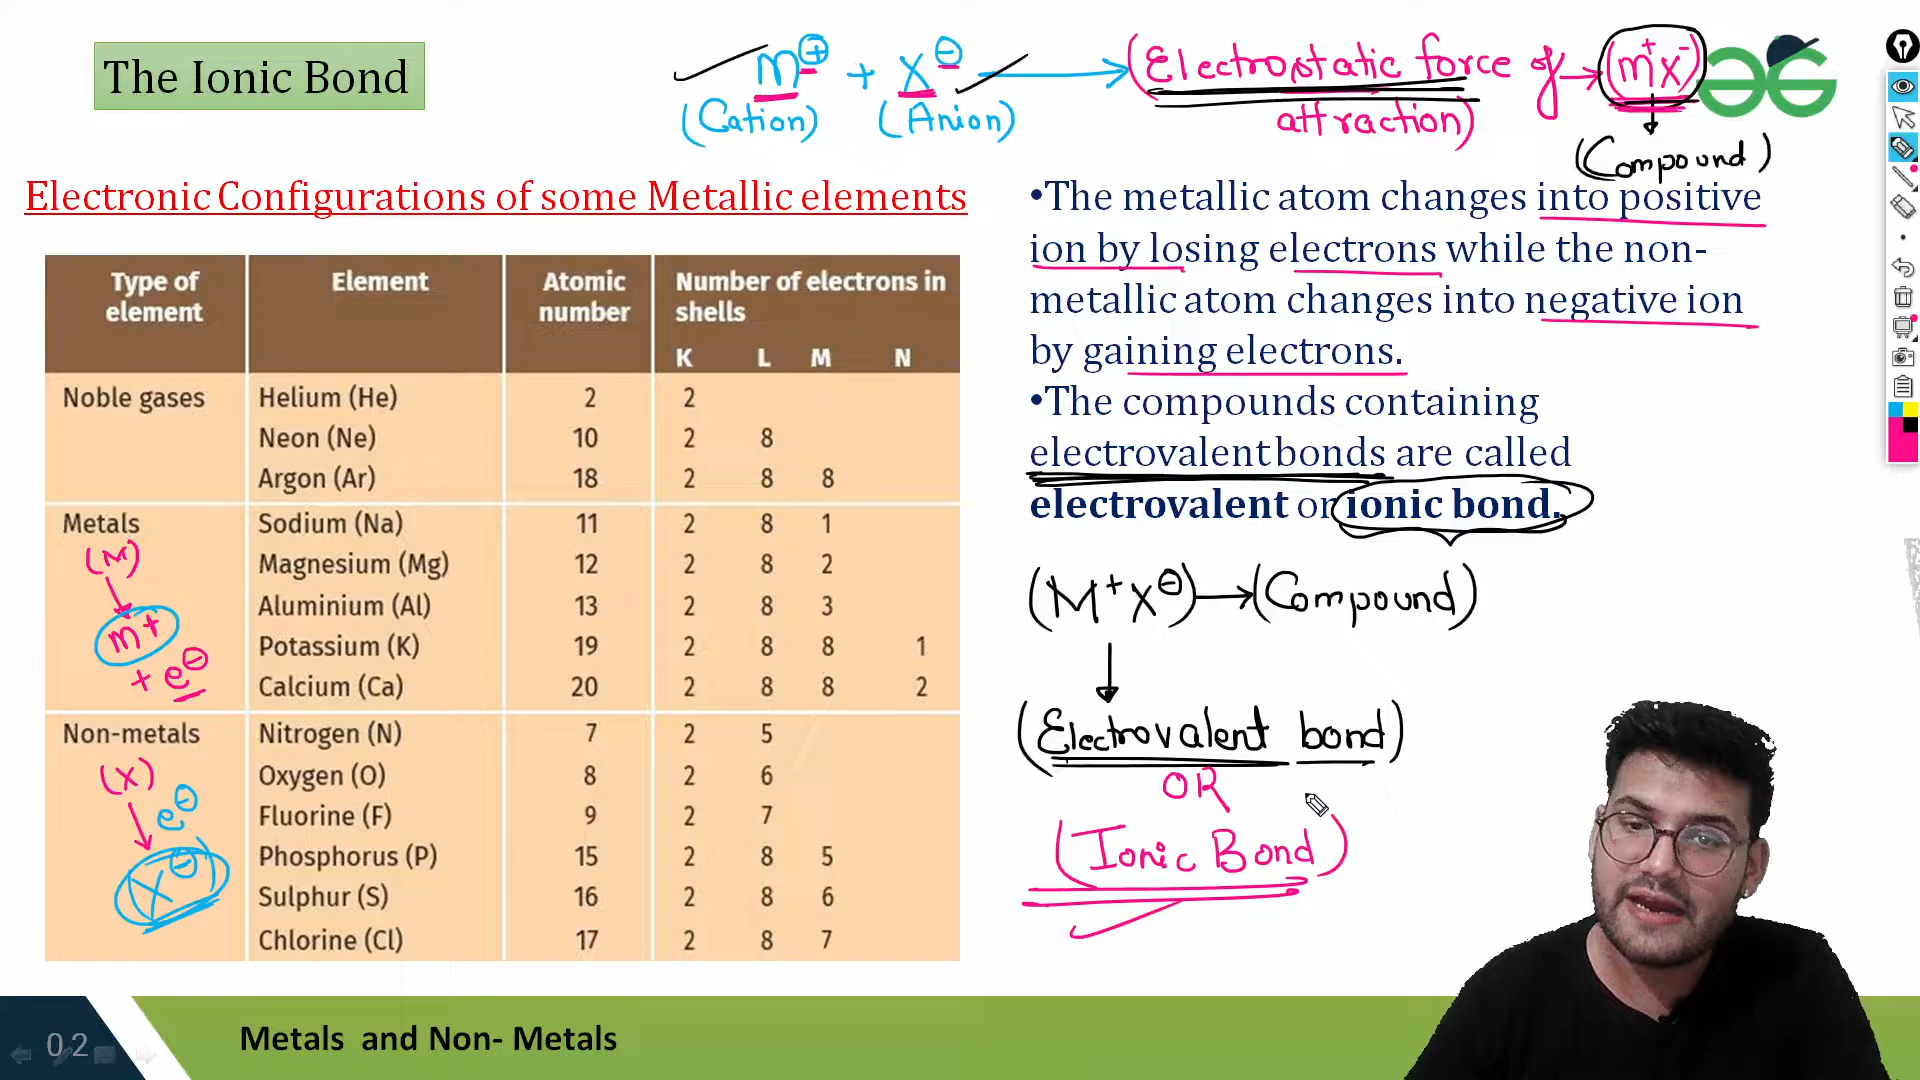 The Ionic Bond
m⊕ + X⊖ → (Electrostatic force of → (m⁺X⁻)
(Cation) (Anion) attraction)
(Compound)
Electronic Configurations of some Metallic elements
Type of element Element Atomic number Number of electrons in shells
K L M N
Noble gases Helium (He) 2 2
Neon (Ne) 10 2 8
Argon (Ar) 18 2 8 8
Metals Sodium (Na) 11 2 8 1
(M)
Magnesium (Mg) 12 2 8 2
Aluminium (Al) 13 2 8 3
m+
Potassium (K) 19 2 8 8 1
+ e⊖
Calcium (Ca) 20 2 8 8 2
Non-metals Nitrogen (N) 7 2 5
(X)
Oxygen (O) 8 2 6
e⊖
Fluorine (F) 9 2 7
Phosphorus (P) 15 2 8 5
X⊖
Sulphur (S) 16 2 8 6
Chlorine (Cl) 17 2 8 7
•The metallic atom changes into positive
ion by losing electrons while the non-
metallic atom changes into negative ion
by gaining electrons.
•The compounds containing
electrovalent bonds are called
electrovalent or ionic bond.
(M⁺X⊖) → (Compound)
(Electrovalent bond)
OR
(Ionic Bond)
02
Metals and Non- Metals